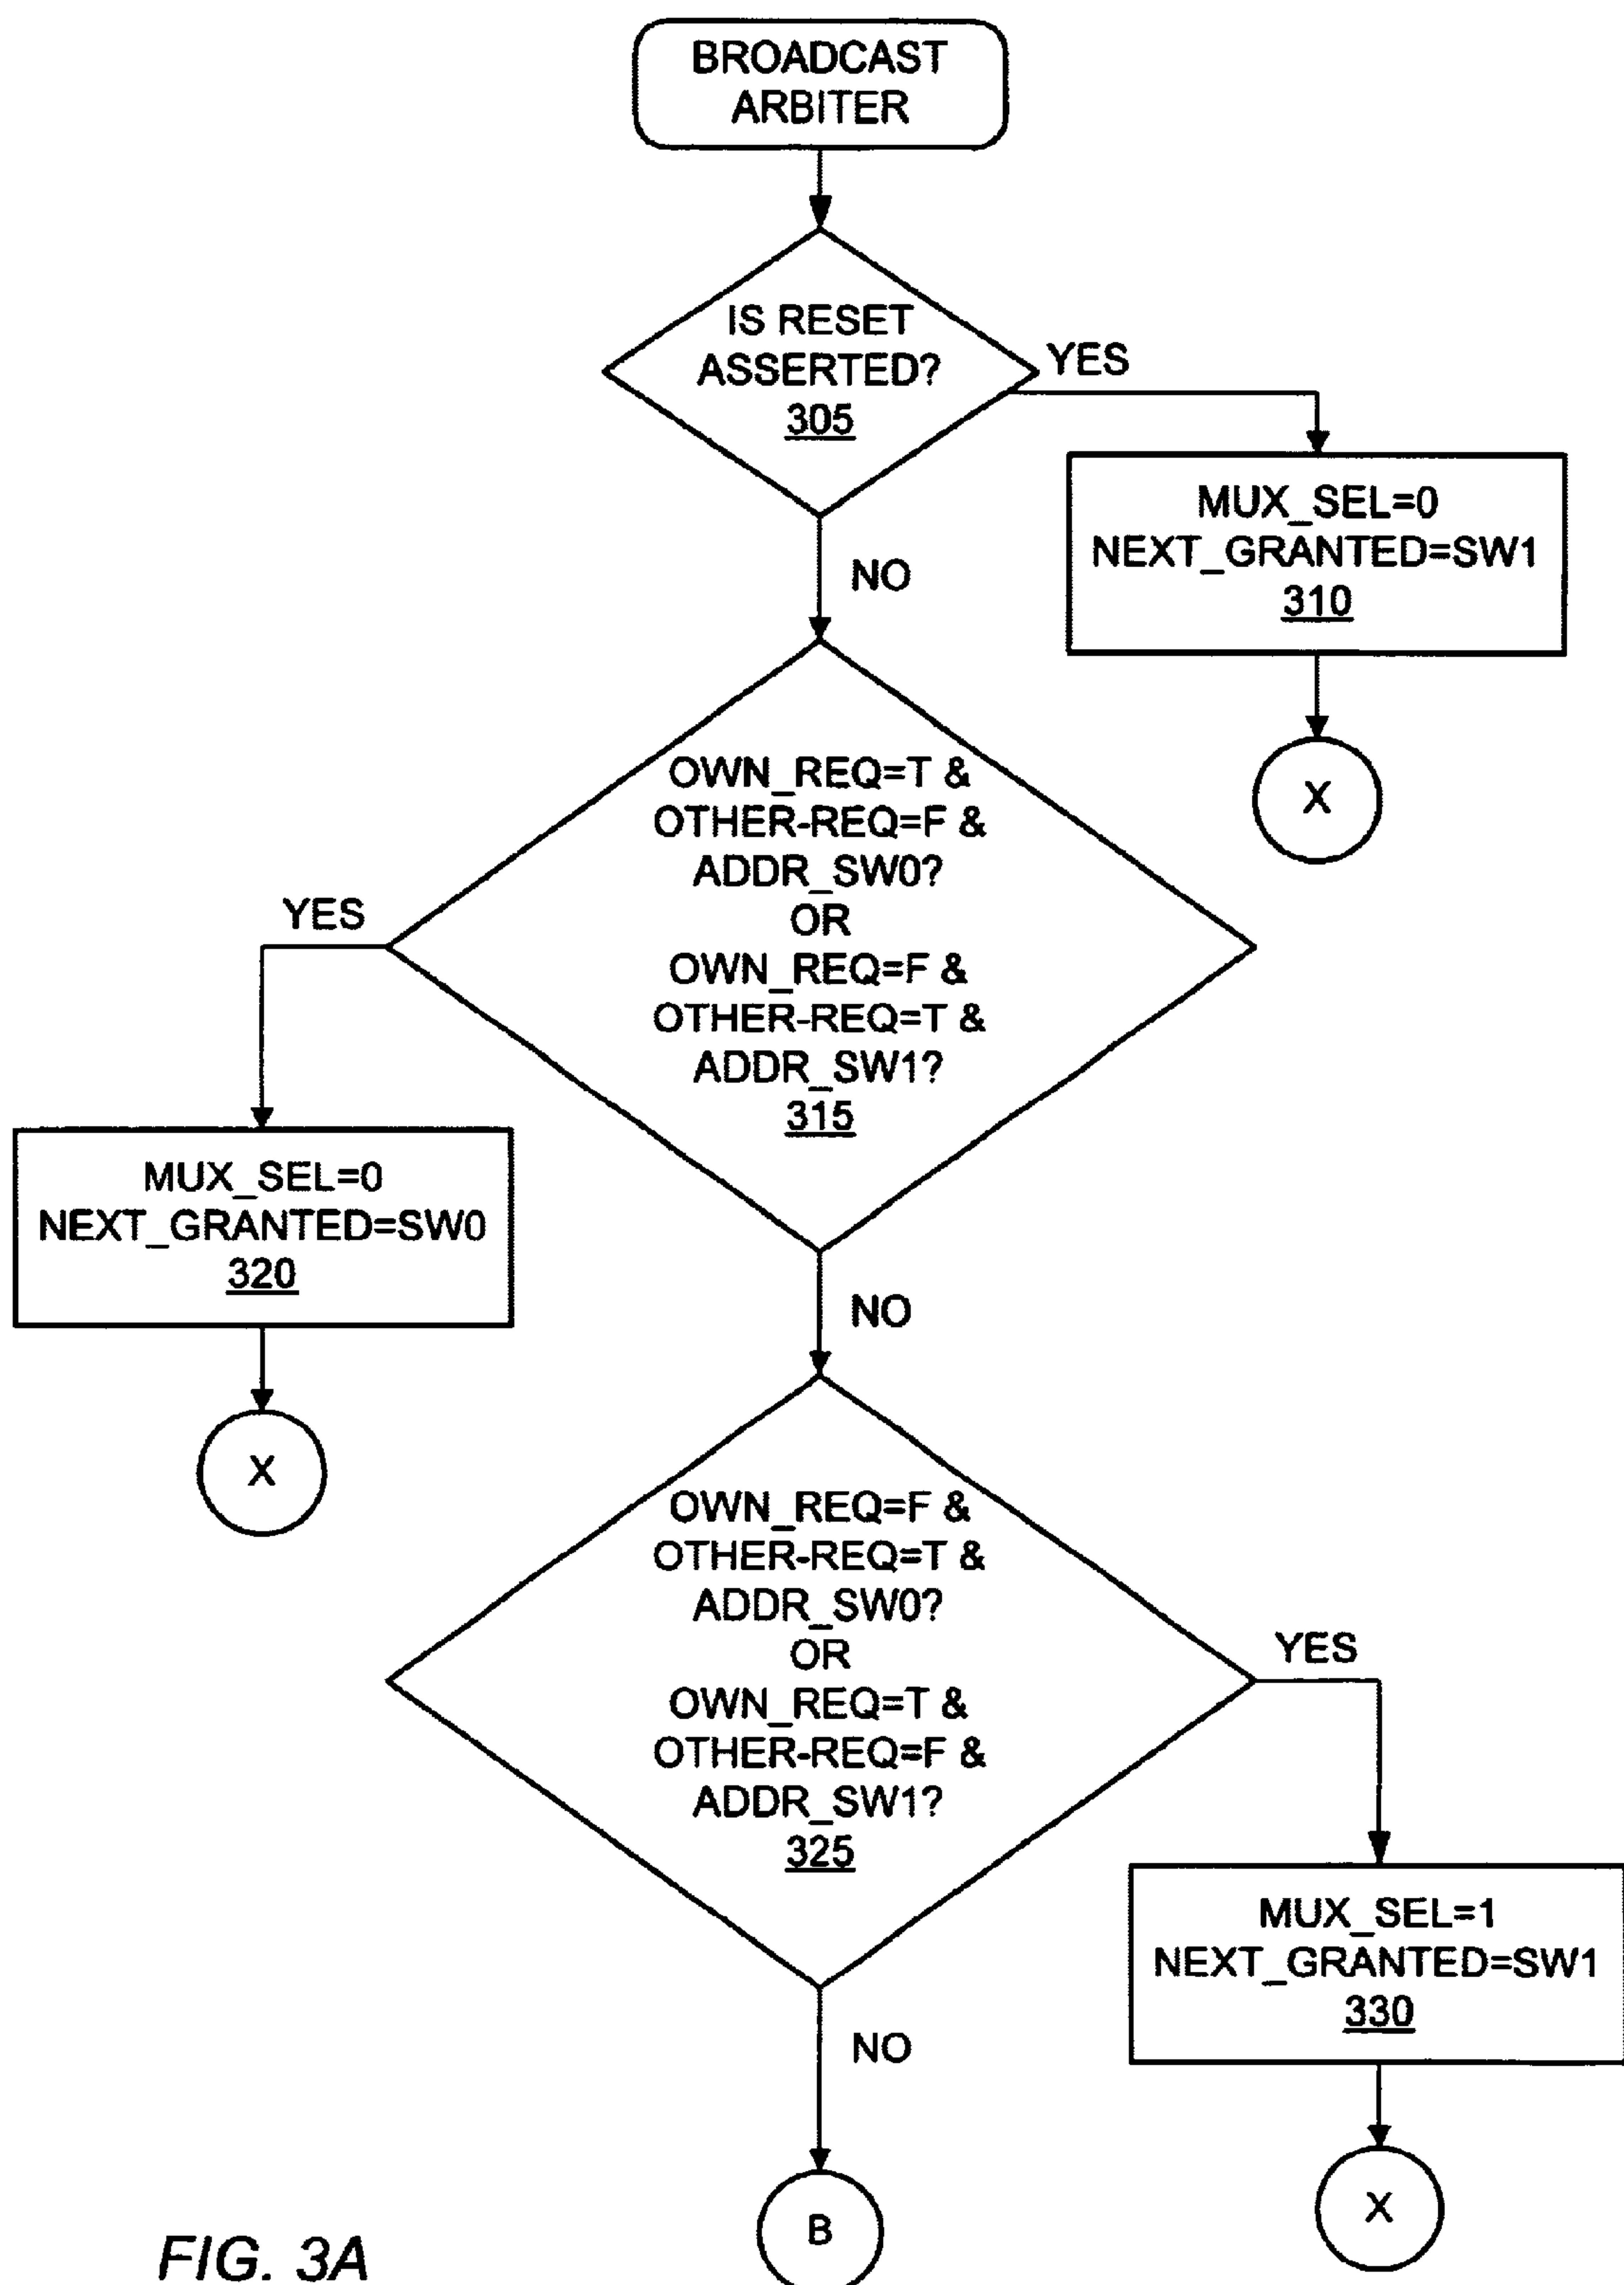 BROADCAST
ARBITER
IS RESET
ASSERTED?
305
YES
MUX_SEL=0
NEXT_GRANTED=SW1
310
X
NO
OWN_REQ=T &
OTHER-REQ=F &
ADDR_SW0?
OR
OWN_REQ=F &
OTHER-REQ=T &
ADDR_SW1?
315
YES
MUX_SEL=0
NEXT_GRANTED=SW0
320
X
NO
OWN_REQ=F &
OTHER-REQ=T &
ADDR_SW0?
OR
OWN_REQ=T &
OTHER-REQ=F &
ADDR_SW1?
325
YES
MUX_SEL=1
NEXT_GRANTED=SW1
330
X
NO
B
FIG. 3A